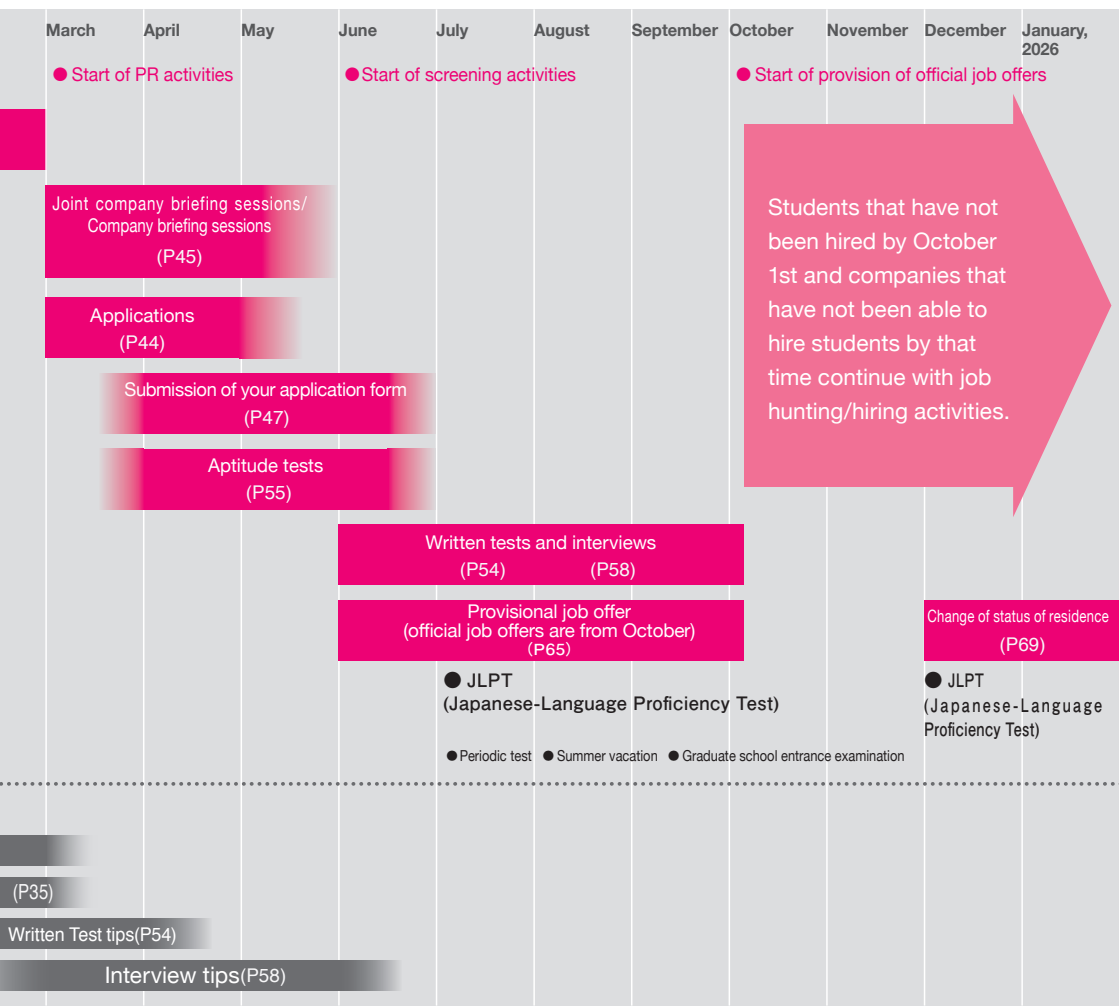 March April May June July August September October November December January,
2026
● Start of PR activities ● Start of screening activities ● Start of provision of official job offers
Joint company briefing sessions/
Company briefing sessions
(P45)
Applications
(P44)
Submission of your application form
(P47)
Aptitude tests
(P55)
Students that have not
been hired by October
1st and companies that
have not been able to
hire students by that
time continue with job
hunting/hiring activities.
Written tests and interviews
(P54) (P58)
Provisional job offer
(official job offers are from October)
(P65)
Change of status of residence
(P69)
● JLPT
(Japanese-Language Proficiency Test)
● JLPT
(Japanese-Language
Proficiency Test)
● Periodic test ● Summer vacation ● Graduate school entrance examination
(P35)
Written Test tips(P54)
Interview tips(P58)